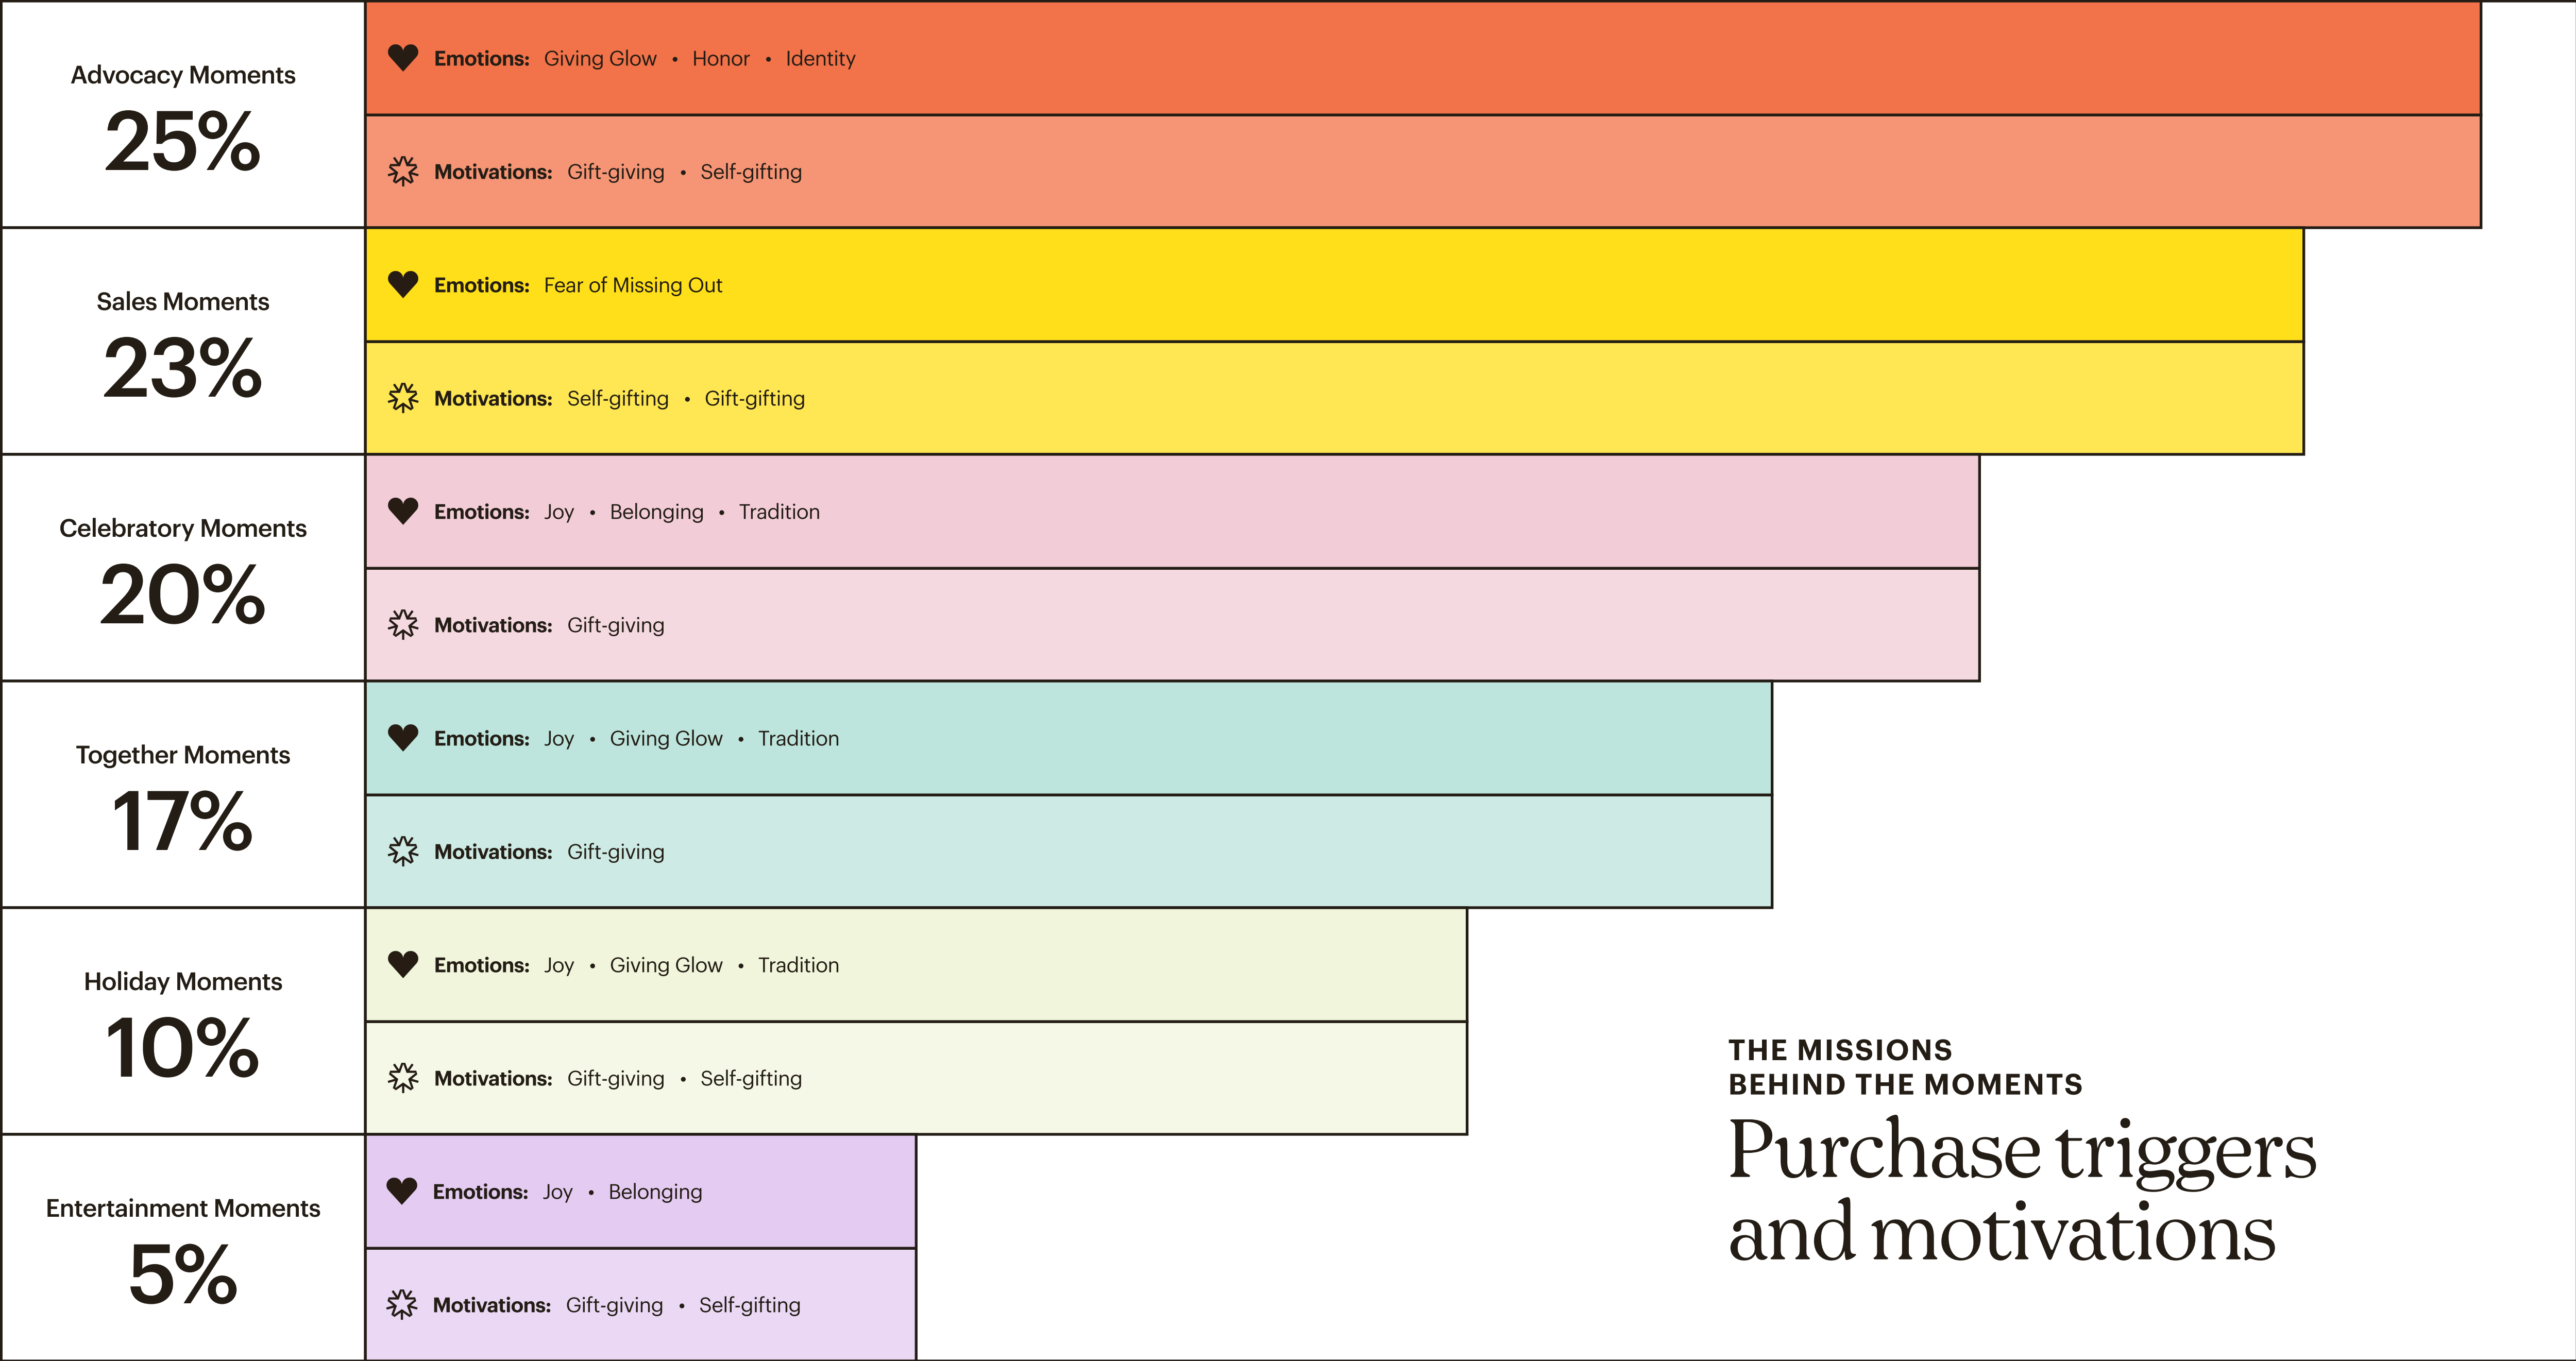 Advocacy Moments
25%
Emotions: Giving Glow • Honor • Identity
Motivations: Gift-giving • Self-gifting
Sales Moments
23%
Emotions: Fear of Missing Out
Motivations: Self-gifting • Gift-gifting
Celebratory Moments
20%
Emotions: Joy • Belonging • Tradition
Motivations: Gift-giving
Together Moments
17%
Emotions: Joy • Giving Glow • Tradition
Motivations: Gift-giving
Holiday Moments
10%
Emotions: Joy • Giving Glow • Tradition
Motivations: Gift-giving • Self-gifting
Entertainment Moments
5%
Emotions: Joy • Belonging
Motivations: Gift-giving • Self-gifting
THE MISSIONS
BEHIND THE MOMENTS
Purchase triggers
and motivations